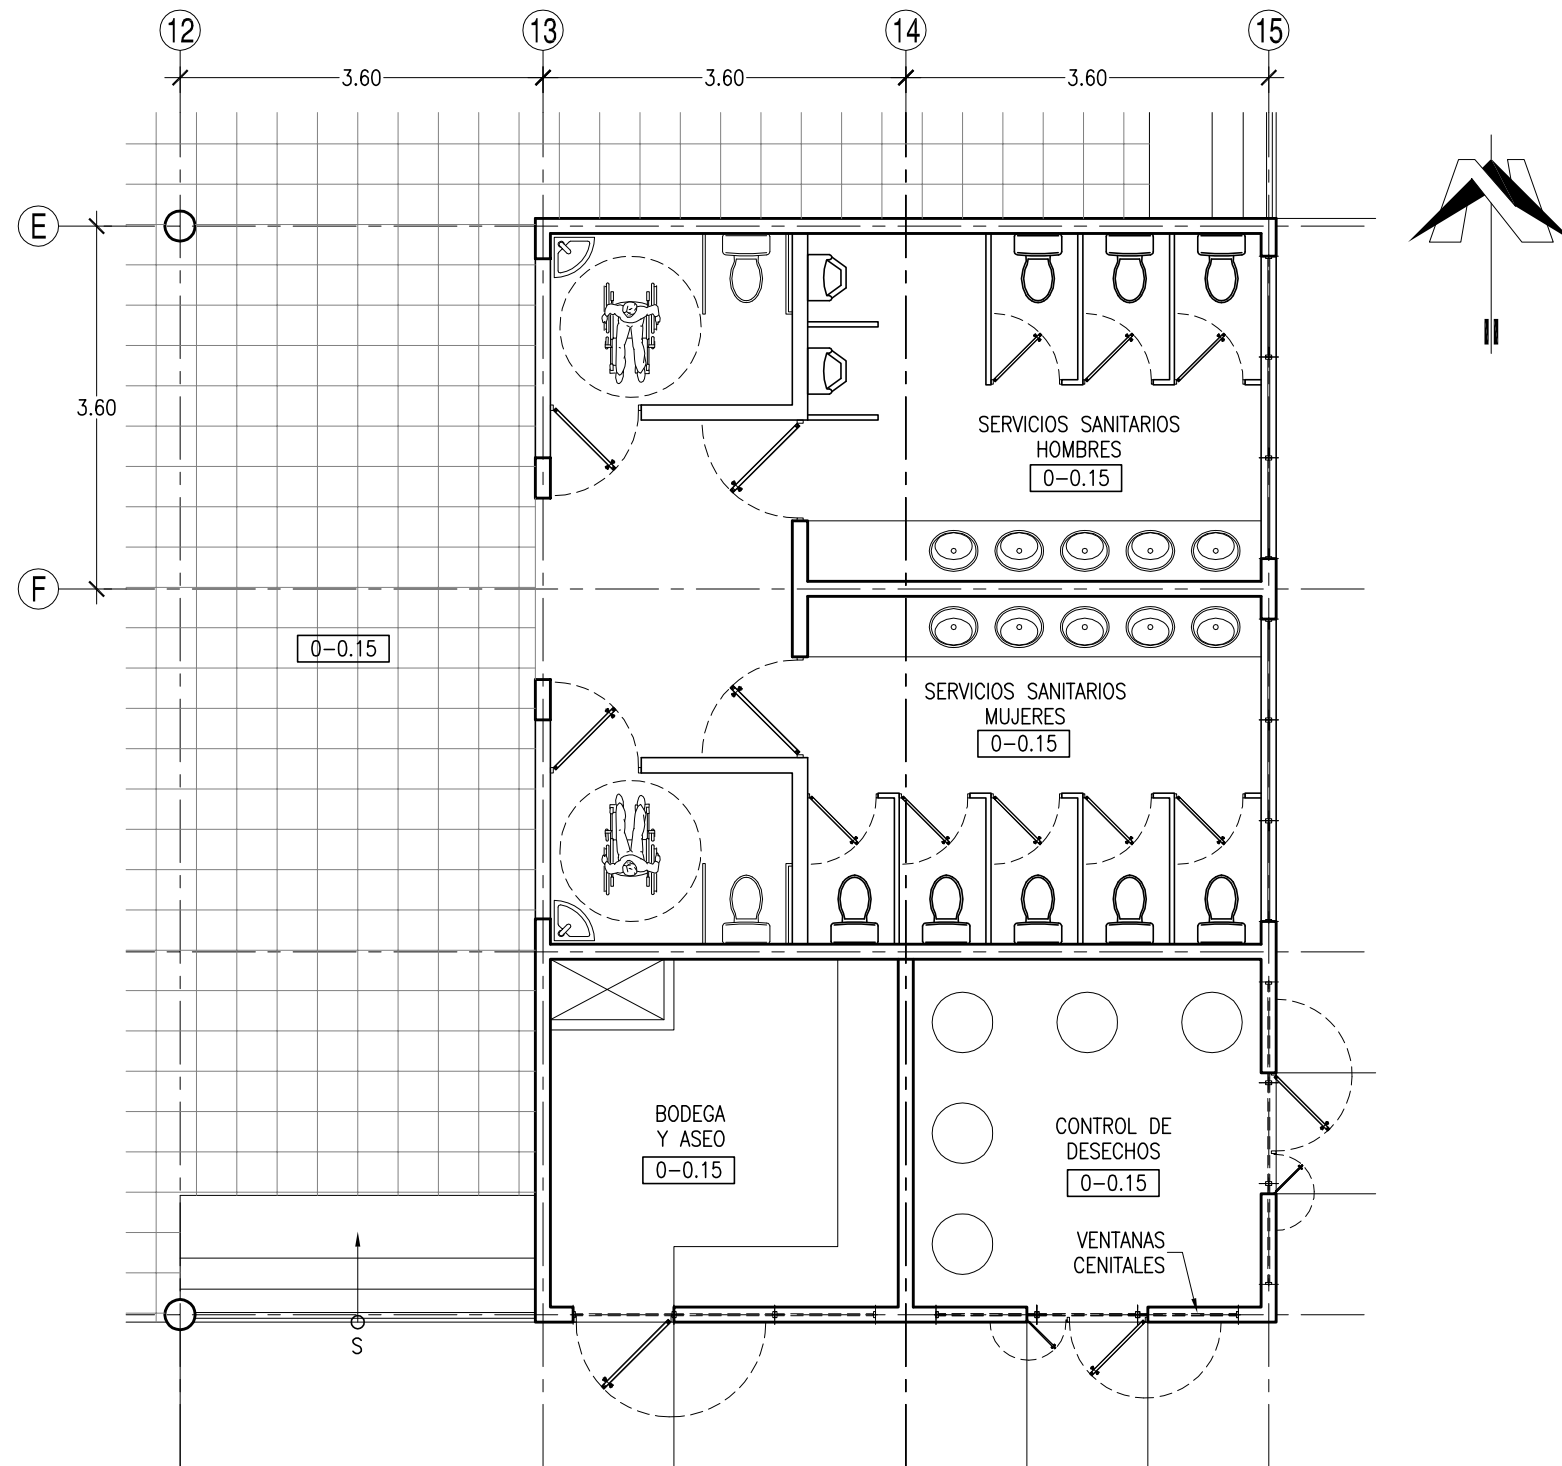 12 13 14 15
3.60 3.60 3.60
E
3.60
SERVICIOS SANITARIOS
HOMBRES
0-0.15
F
0-0.15
SERVICIOS SANITARIOS
MUJERES
0-0.15
BODEGA
Y ASEO
0-0.15
CONTROL DE
DESECHOS
0-0.15
VENTANAS
CENITALES
S
N